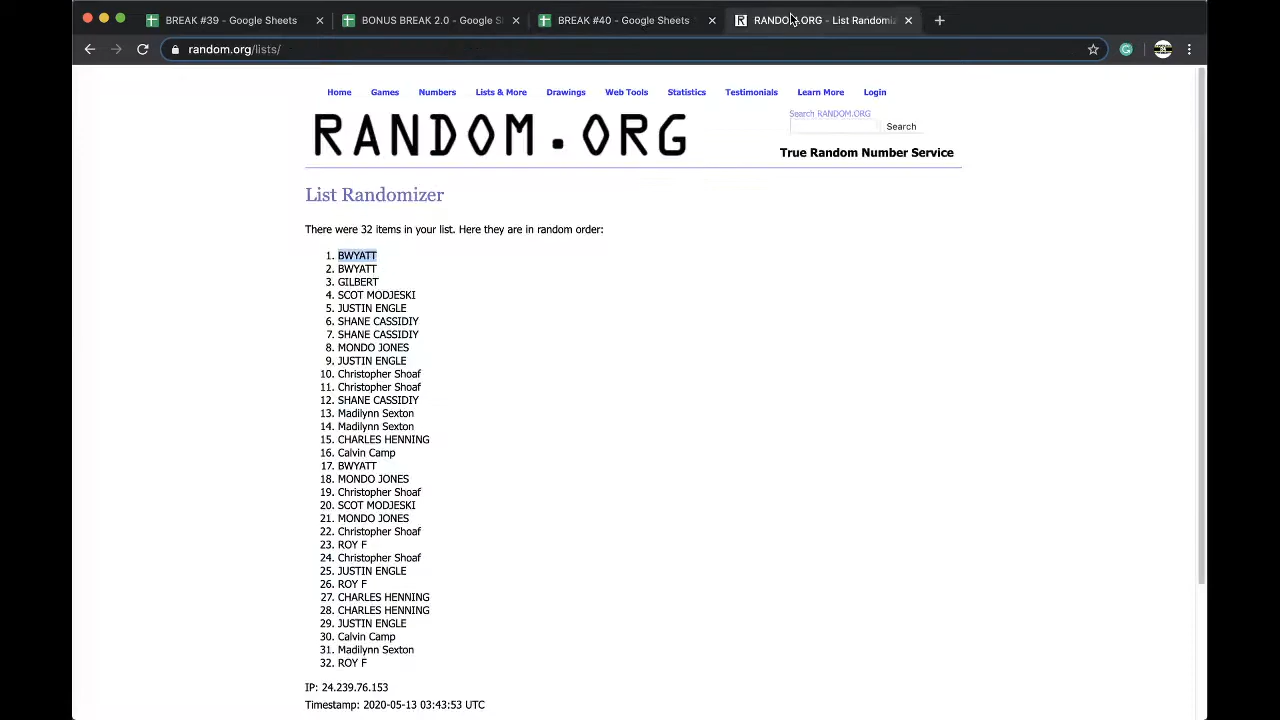 BREAK #39 - Google Sheets
BONUS BREAK 2.0 - Google S
BREAK #40 - Google Sheets
RANDOM.ORG - List Randomiz
random.org/lists/
Home Games Numbers Lists & More Drawings Web Tools Statistics Testimonials Learn More Login
Search RANDOM.ORG
RANDOM.ORG
Search
True Random Number Service
List Randomizer
There were 32 items in your list. Here they are in random order:
1. BWYATT
2. BWYATT
3. GILBERT
4. SCOT MODJESKI
5. JUSTIN ENGLE
6. SHANE CASSIDIY
7. SHANE CASSIDIY
8. MONDO JONES
9. JUSTIN ENGLE
10. Christopher Shoaf
11. Christopher Shoaf
12. SHANE CASSIDIY
13. Madilynn Sexton
14. Madilynn Sexton
15. CHARLES HENNING
16. Calvin Camp
17. BWYATT
18. MONDO JONES
19. Christopher Shoaf
20. SCOT MODJESKI
21. MONDO JONES
22. Christopher Shoaf
23. ROY F
24. Christopher Shoaf
25. JUSTIN ENGLE
26. ROY F
27. CHARLES HENNING
28. CHARLES HENNING
29. JUSTIN ENGLE
30. Calvin Camp
31. Madilynn Sexton
32. ROY F
IP: 24.239.76.153
Timestamp: 2020-05-13 03:43:53 UTC